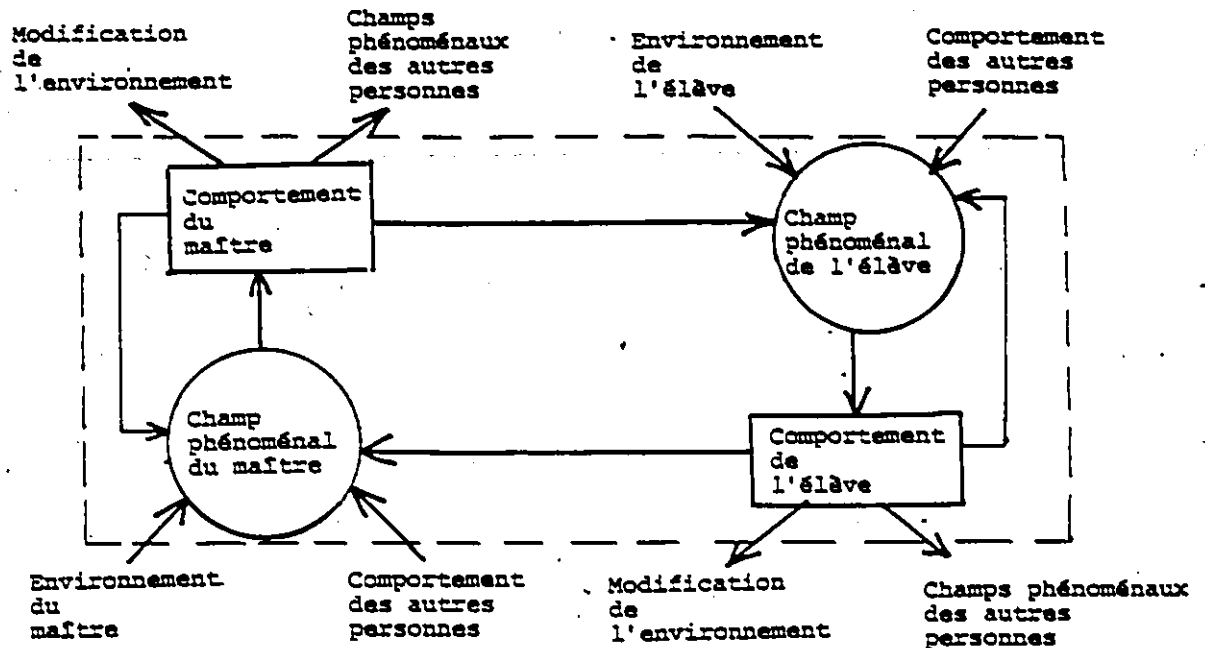 Modification
de
l'environnement
Champs
phénoménaux
des autres
personnes
Environnement
de
l'élève
Comportement
des autres
personnes
Comportement
du
maître
Champ
phénoménal
de l'élève
Champ
phénoménal
du maître
Comportement
de
l'élève
Environnement
du
maître
Comportement
des autres
personnes
Modification
de
l'environnement
Champs phénoménaux
des autres
personnes